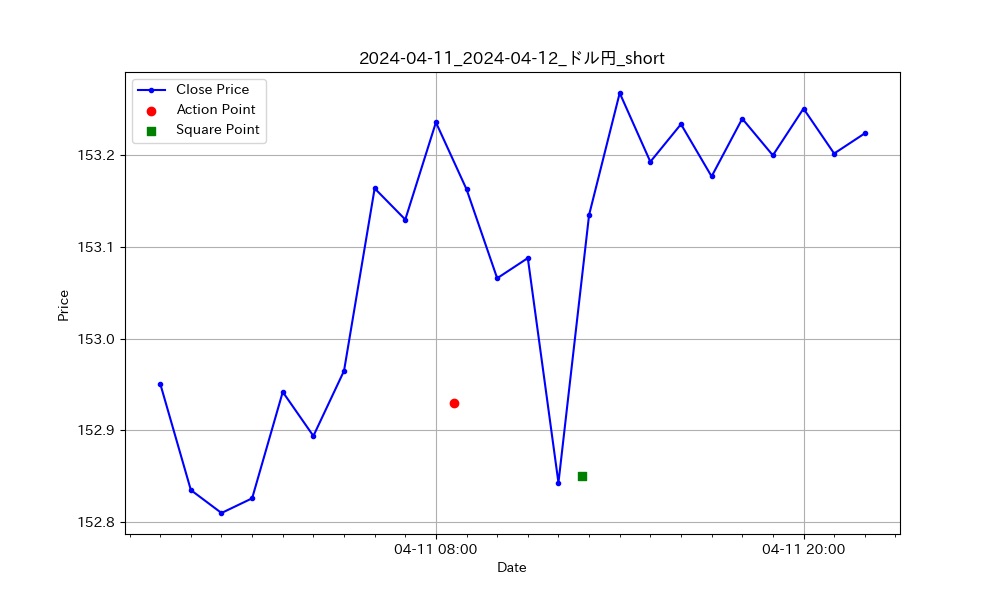 2024-04-11_2024-04-12_ドル円_short
Close Price
Action Point
Square Point
153.2
153.1
153.0
152.9
152.8
Price
04-11 08:00
04-11 20:00
Date